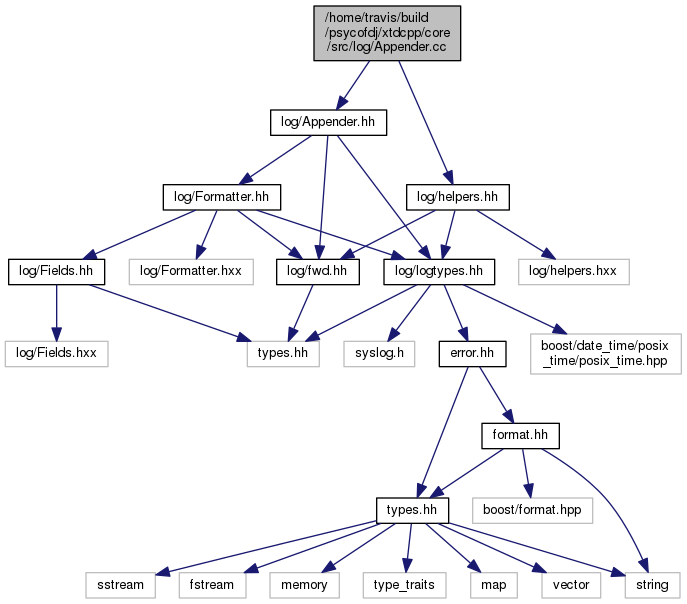 /home/travis/build
/psycofdj/xtdcpp/core
/src/log/Appender.cc
log/Appender.hh
log/Formatter.hh
log/helpers.hh
log/Fields.hh
log/Formatter.hxx
log/fwd.hh
log/logtypes.hh
log/helpers.hxx
log/Fields.hxx
types.hh
syslog.h
error.hh
boost/date_time/posix
_time/posix_time.hpp
format.hh
types.hh
boost/format.hpp
sstream
fstream
memory
type_traits
map
vector
string